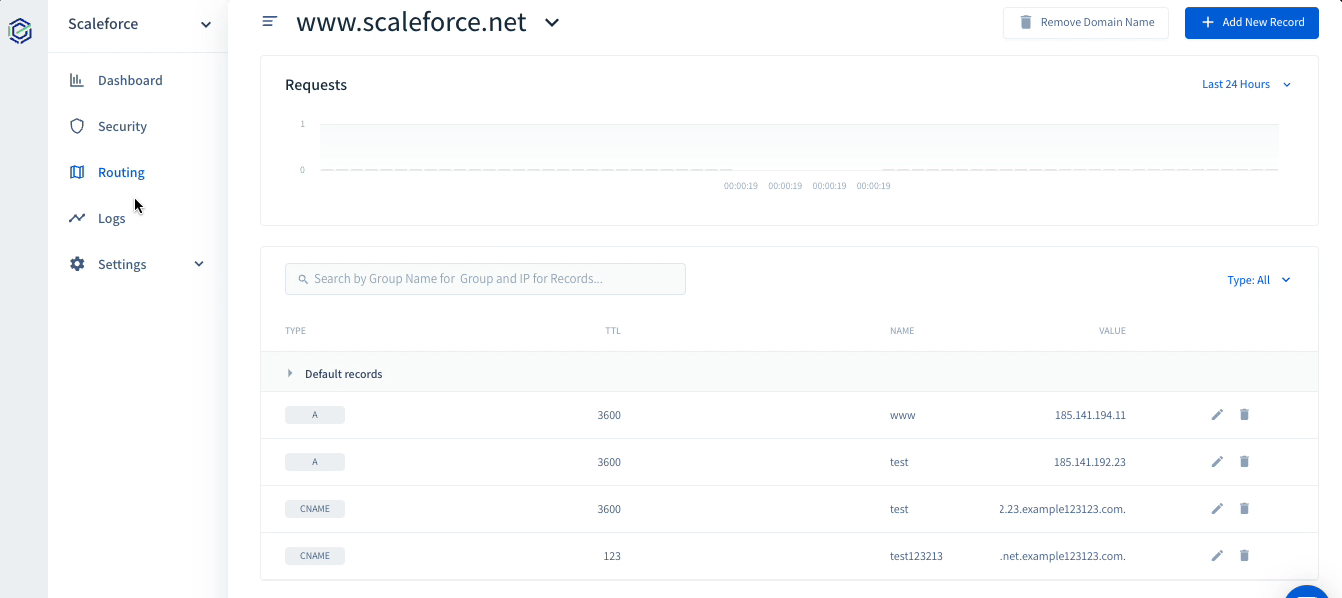 Scaleforce
www.scaleforce.net
Remove Domain Name
Add New Record
Dashboard
Security
Routing
Logs
Settings
Requests
Last 24 Hours
1
0
00:00:19 00:00:19 00:00:19 00:00:19
Search by Group Name for Group and IP for Records...
Type: All
TYPE TTL NAME VALUE
Default records
A 3600 www 185.141.194.11
A 3600 test 185.141.192.23
CNAME 3600 test 2.23.example123123.com.
CNAME 123 test123213 .net.example123123.com.